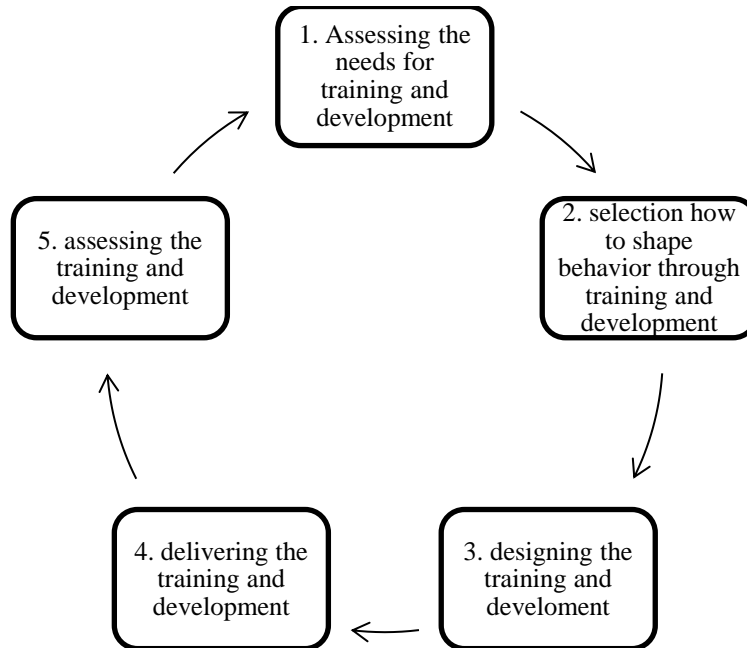 1. Assessing the
needs for
training and
development
2. selection how
to shape
behavior through
training and
development
3. designing the
training and
develoment
4. delivering the
training and
development
5. assessing the
training and
development